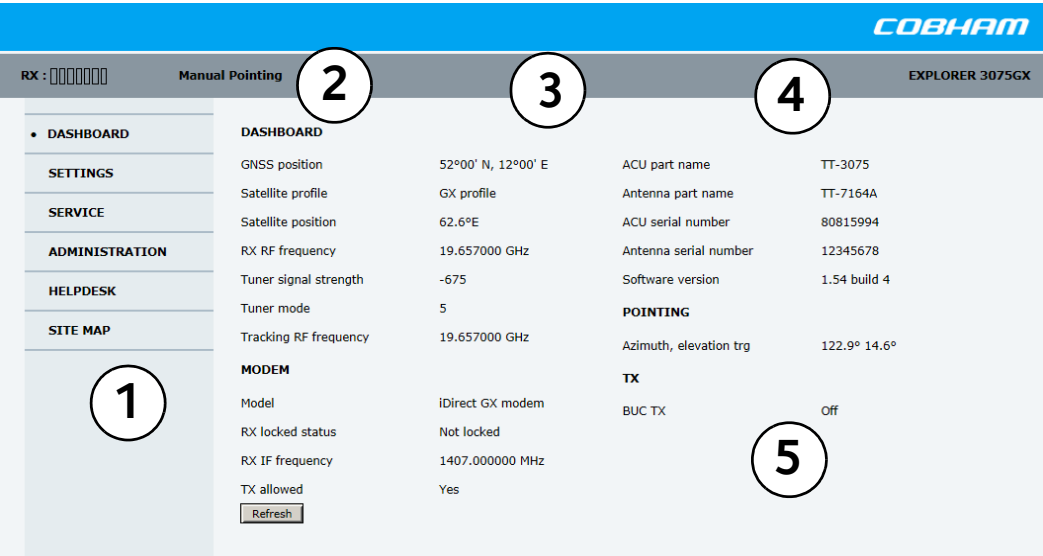 COBHAM
RX : Manual Pointing EXPLORER 3075GX
2
3
4
• DASHBOARD
SETTINGS
SERVICE
ADMINISTRATION
HELPDESK
SITE MAP
1
DASHBOARD
GNSS position 52°00' N, 12°00' E
Satellite profile GX profile
Satellite position 62.6°E
RX RF frequency 19.657000 GHz
Tuner signal strength -675
Tuner mode 5
Tracking RF frequency 19.657000 GHz
MODEM
Model iDirect GX modem
RX locked status Not locked
RX IF frequency 1407.000000 MHz
TX allowed Yes
Refresh
ACU part name TT-3075
Antenna part name TT-7164A
ACU serial number 80815994
Antenna serial number 12345678
Software version 1.54 build 4
POINTING
Azimuth, elevation trg 122.9° 14.6°
TX
BUC TX Off
5